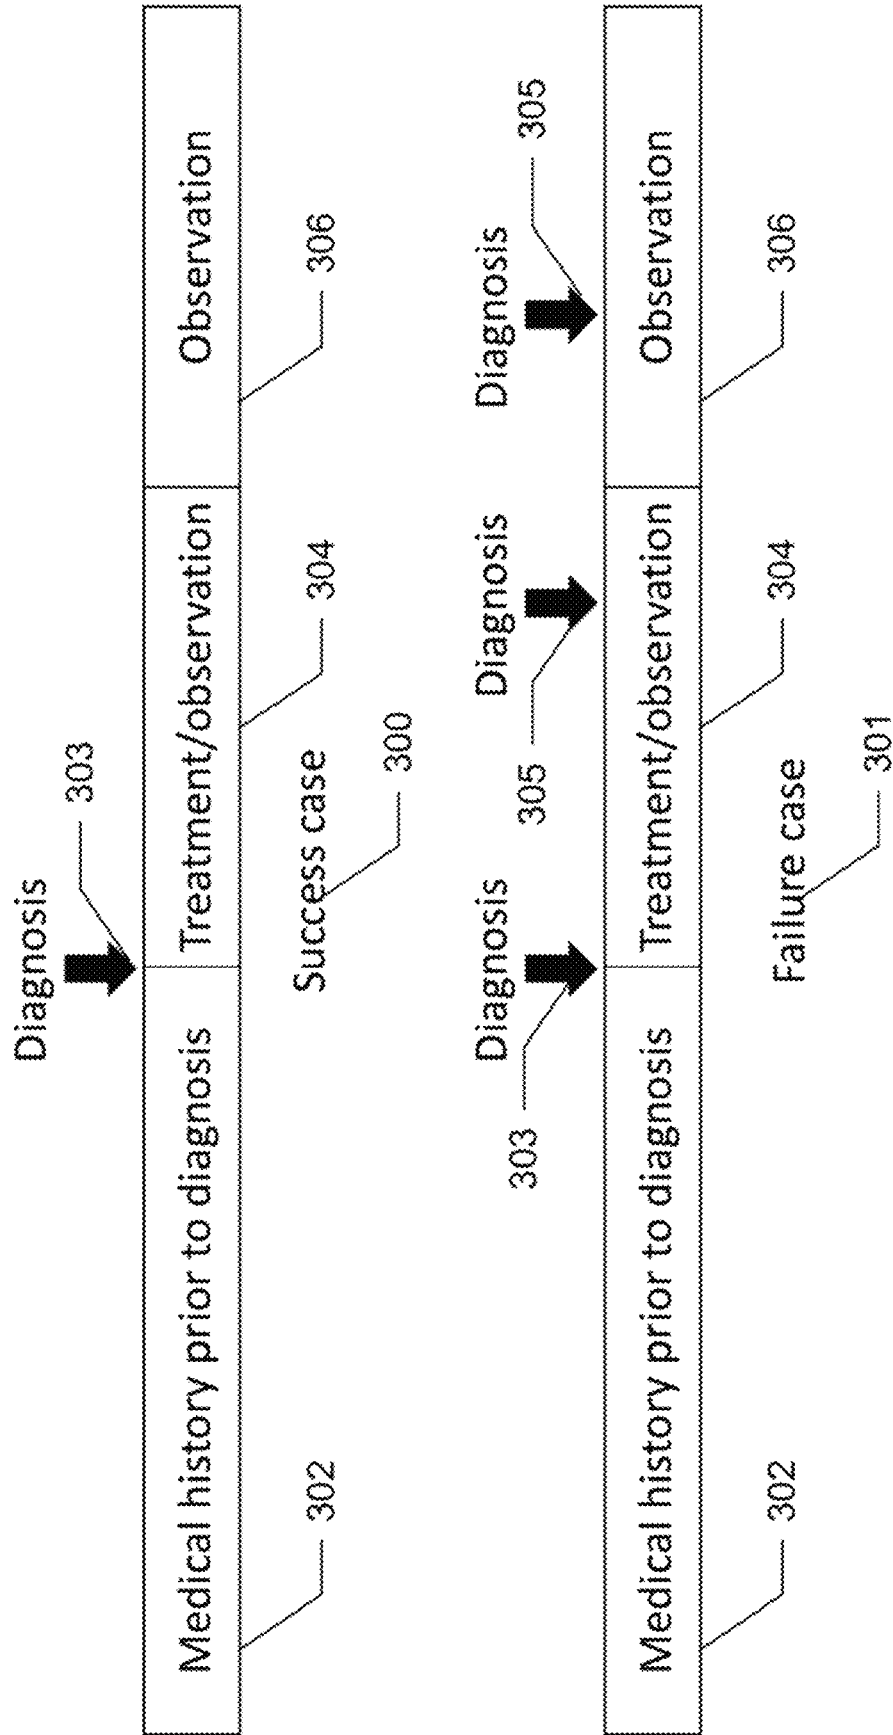 Diagnosis
303
Medical history prior to diagnosis
Treatment/observation
Observation
302
304
306
Success case
300
Diagnosis
Diagnosis
Diagnosis
303
305
305
Medical history prior to diagnosis
Treatment/observation
Observation
302
304
306
Failure case
301